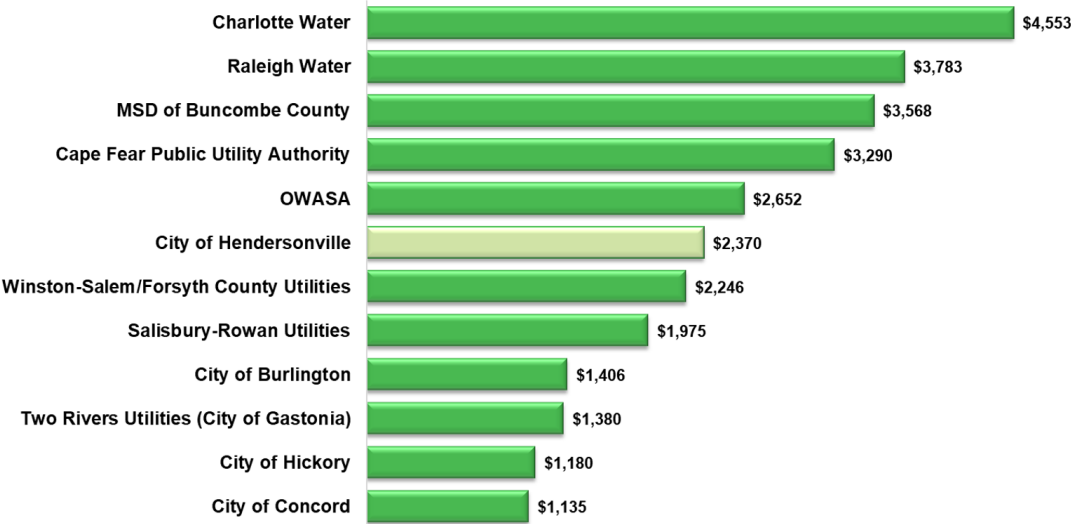 Charlotte Water $4,553
Raleigh Water $3,783
MSD of Buncombe County $3,568
Cape Fear Public Utility Authority $3,290
OWASA $2,652
City of Hendersonville $2,370
Winston-Salem/Forsyth County Utilities $2,246
Salisbury-Rowan Utilities $1,975
City of Burlington $1,406
Two Rivers Utilities (City of Gastonia) $1,380
City of Hickory $1,180
City of Concord $1,135